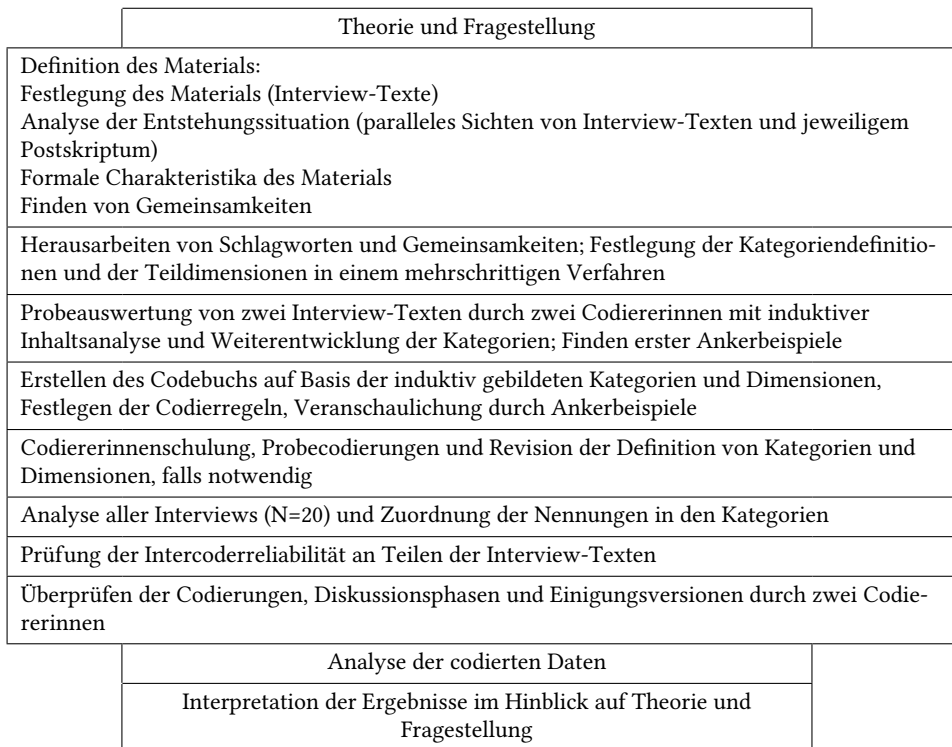 Theorie und Fragestellung
Definition des Materials:
Festlegung des Materials (Interview-Texte)
Analyse der Entstehungssituation (paralleles Sichten von Interview-Texten und jeweiligem
Postskriptum)
Formale Charakteristika des Materials
Finden von Gemeinsamkeiten
Herausarbeiten von Schlagworten und Gemeinsamkeiten; Festlegung der Kategoriendefinitio-
nen und der Teildimensionen in einem mehrschrittigen Verfahren
Probeauswertung von zwei Interview-Texten durch zwei Codiererinnen mit induktiver
Inhaltsanalyse und Weiterentwicklung der Kategorien; Finden erster Ankerbeispiele
Erstellen des Codebuchs auf Basis der induktiv gebildeten Kategorien und Dimensionen,
Festlegen der Codierregeln, Veranschaulichung durch Ankerbeispiele
Codiererinnenschulung, Probecodierungen und Revision der Definition von Kategorien und
Dimensionen, falls notwendig
Analyse aller Interviews (N=20) und Zuordnung der Nennungen in den Kategorien
Prüfung der Intercoderreliabilität an Teilen der Interview-Texten
Überprüfen der Codierungen, Diskussionsphasen und Einigungsversionen durch zwei Codie-
rerinnen
Analyse der codierten Daten
Interpretation der Ergebnisse im Hinblick auf Theorie und
Fragestellung